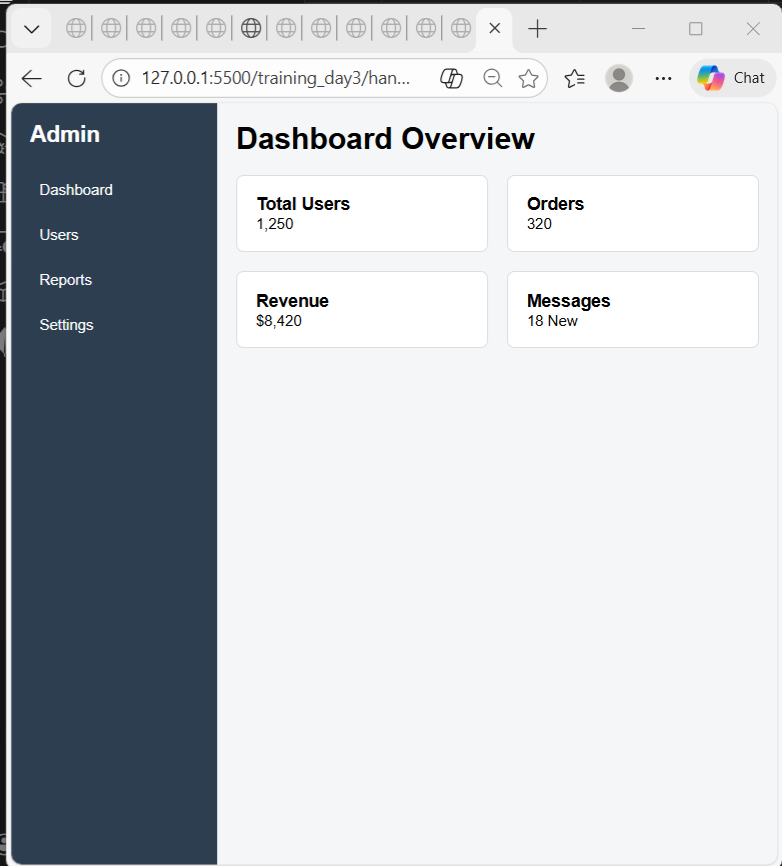 127.0.0.1:5500/training_day3/han...
Chat
Admin
Dashboard
Users
Reports
Settings
Dashboard Overview
Total Users
1,250
Orders
320
Revenue
$8,420
Messages
18 New